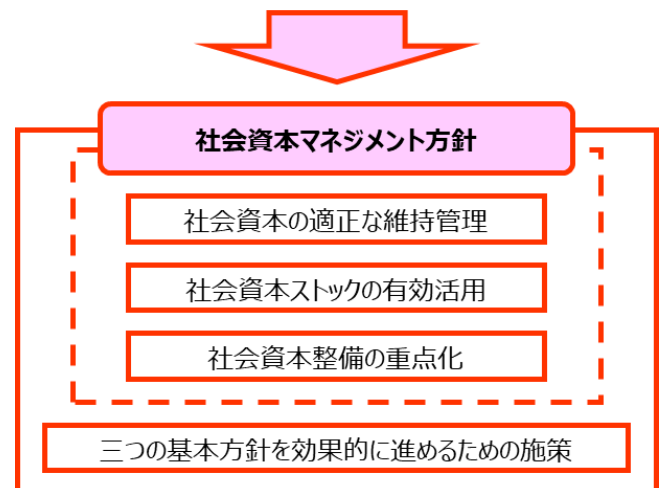 社会資本マネジメント方針
社会資本の適正な維持管理
社会資本ストックの有効活用
社会資本整備の重点化
三つの基本方針を効果的に進めるための施策